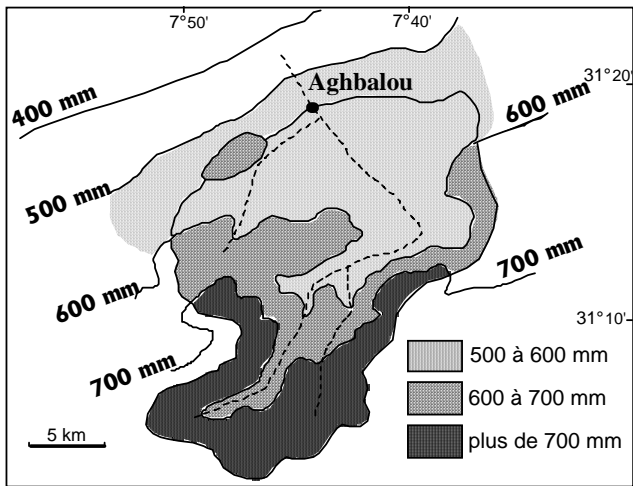 7°50'
7°40'
31°20'
Aghbalou
400 mm
600 mm
500 mm
700 mm
600 mm
31°10'
700 mm
500 à 600 mm
600 à 700 mm
plus de 700 mm
5 km